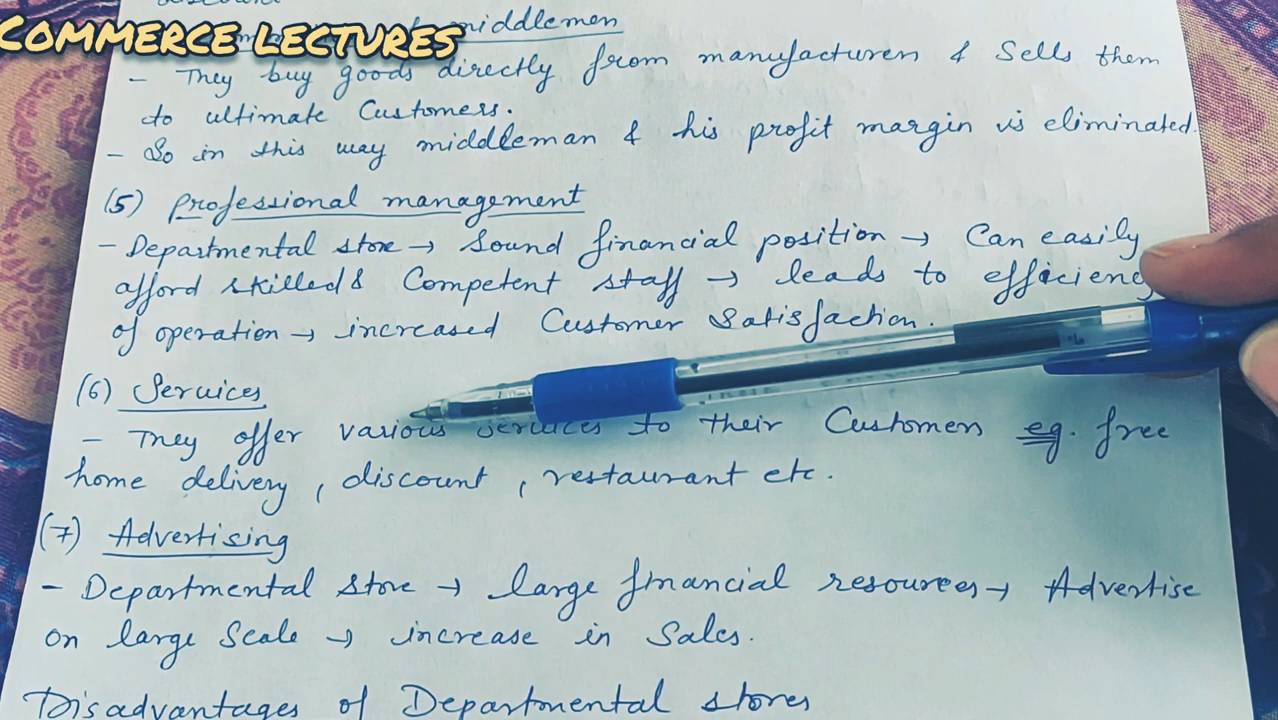 COMMERCE LECTURES
middlemen
- They buy goods directly from manufacturers & Sells them
to ultimate Customers.
- So in this way middleman & his profit margin is eliminated.
(5) Professional management
- Departmental store → Sound financial position → Can easily
afford skilled & Competent staff → leads to efficiency
of operation → increased Customer Satisfaction.
(6) Services
- They offer various services to their Customers eg. free
home delivery, discount, restaurant etc.
(7) Advertising
- Departmental store → large financial resources → Advertise
on large Scale → increase in Sales.
Disadvantages of Departmental stores